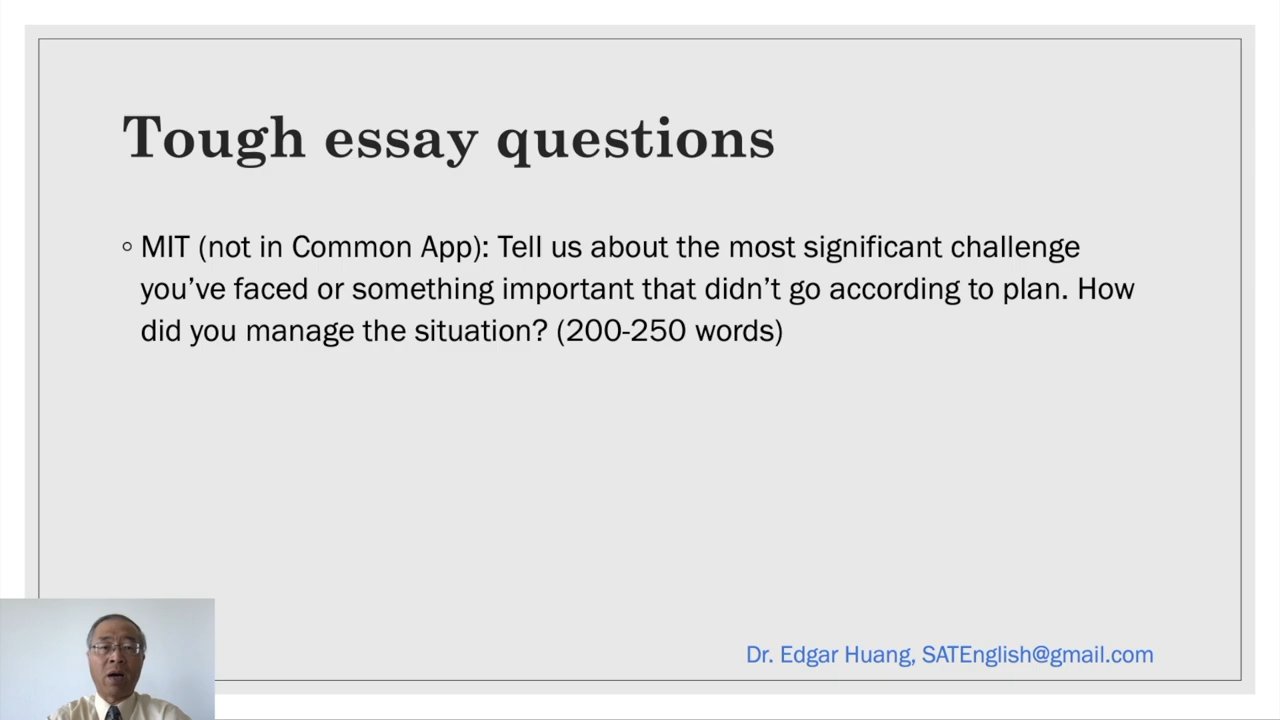 Tough essay questions
MIT (not in Common App): Tell us about the most significant challenge
you’ve faced or something important that didn’t go according to plan. How
did you manage the situation? (200-250 words)
Dr. Edgar Huang, SATEnglish@gmail.com